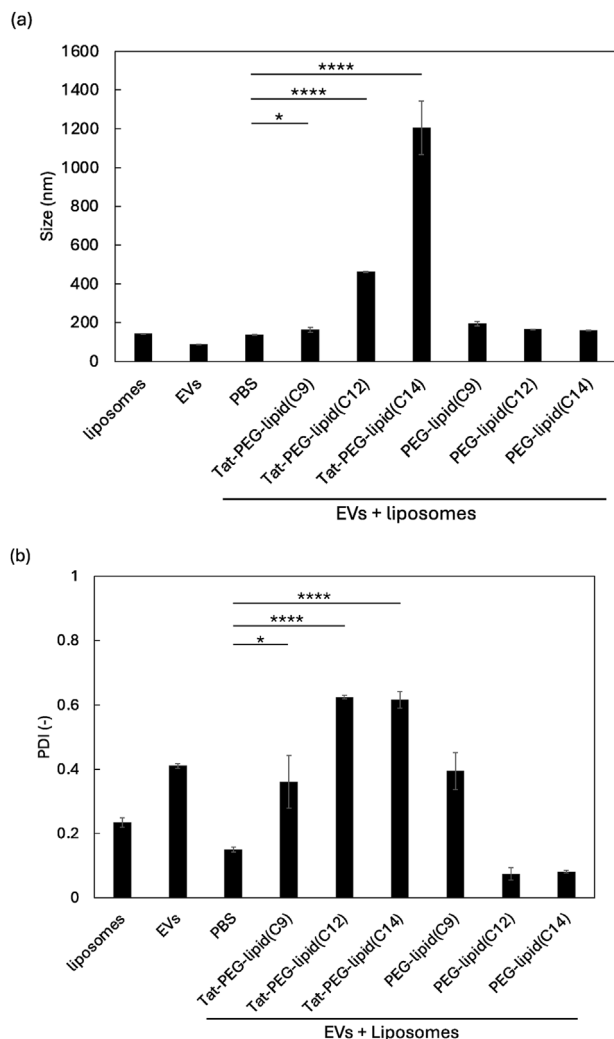 (a)
1600
1400
1200
1000
800
600
400
200
0
Size (nm)
****
****
*
liposomes
EVs
PBS
Tat-PEG-lipid(C9)
Tat-PEG-lipid(C12)
Tat-PEG-lipid(C14)
PEG-lipid(C9)
PEG-lipid(C12)
PEG-lipid(C14)
EVs + liposomes
(b)
1
0.8
0.6
0.4
0.2
0
PDI (-)
****
****
*
liposomes
EVs
PBS
Tat-PEG-lipid(C9)
Tat-PEG-lipid(C12)
Tat-PEG-lipid(C14)
PEG-lipid(C9)
PEG-lipid(C12)
PEG-lipid(C14)
EVs + Liposomes